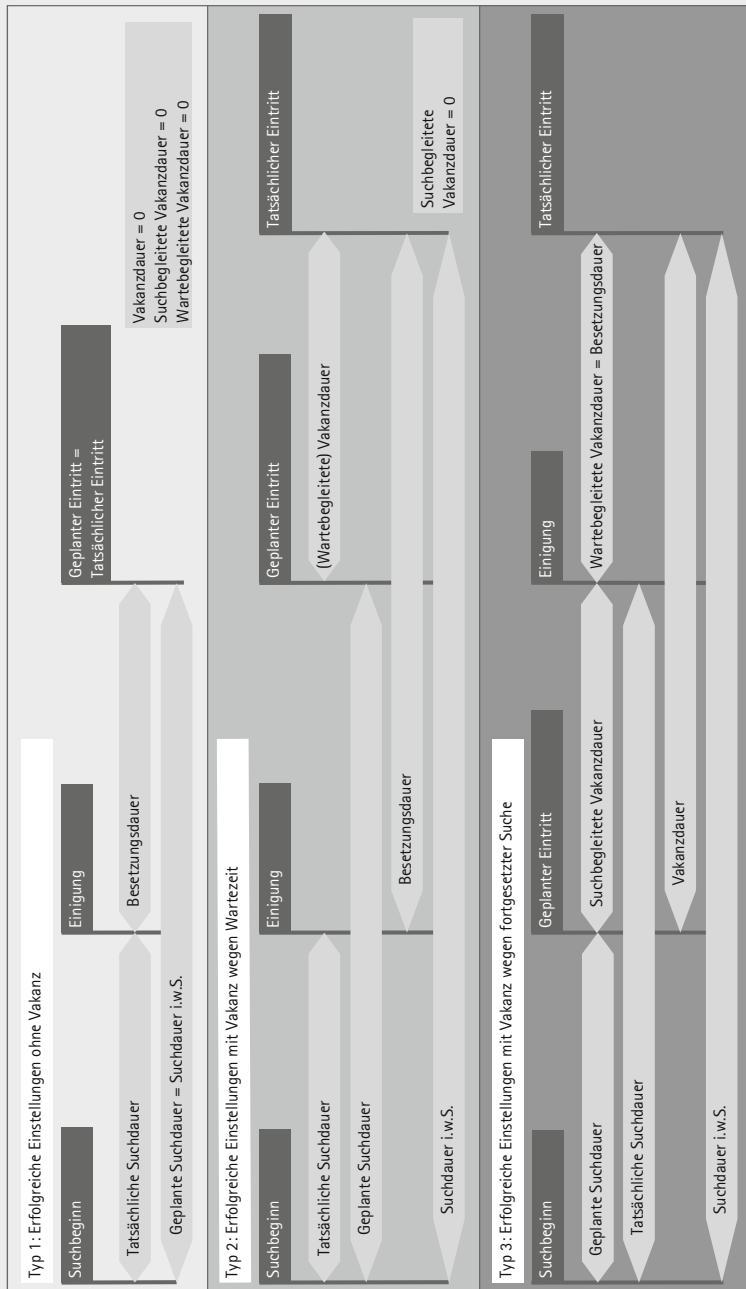 Typ 1: Erfolgreiche Einstellungen ohne Vakanz
Suchbeginn
Einigung
Geplanter Eintritt =
Tatsächlicher Eintritt
Tatsächliche Suchdauer
Besetzungsdauer
Geplante Suchdauer = Suchdauer i.w.S.
Vakanzdauer = 0
Suchbegleitete Vakanzdauer = 0
Wartebegleitete Vakanzdauer = 0
Typ 2: Erfolgreiche Einstellungen mit Vakanz wegen Wartezeit
Suchbeginn
Einigung
Geplanter Eintritt
Tatsächlicher Eintritt
Tatsächliche Suchdauer
(Wartebegleitete) Vakanzdauer
Geplante Suchdauer
Besetzungsdauer
Suchdauer i.w.S.
Suchbegleitete
Vakanzdauer = 0
Typ 3: Erfolgreiche Einstellungen mit Vakanz wegen fortgesetzter Suche
Suchbeginn
Geplanter Eintritt
Einigung
Tatsächlicher Eintritt
Geplante Suchdauer
Suchbegleitete Vakanzdauer
Wartebegleitete Vakanzdauer = Besetzungsdauer
Tatsächliche Suchdauer
Vakanzdauer
Suchdauer i.w.S.